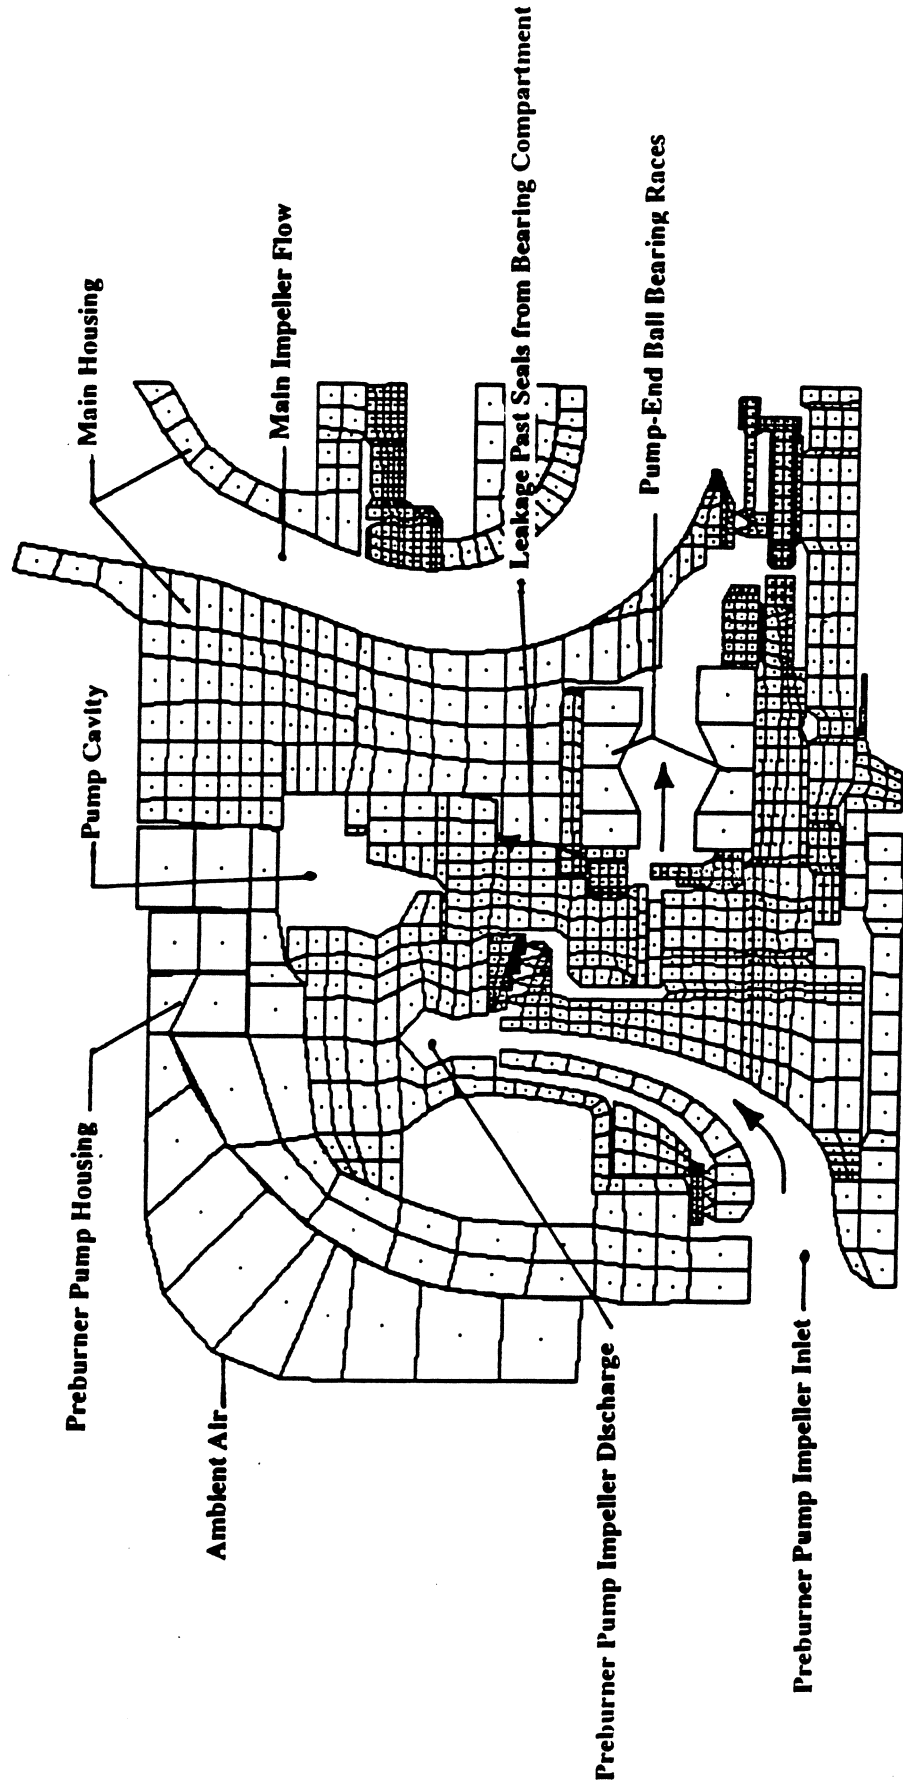 Preburner Pump Housing
Pump Cavity
Main Housing
Ambient Air
Main Impeller Flow
Leakage Past Seals from Bearing Compartment
Preburner Pump Impeller Discharge
Pump-End Ball Bearing Races
Preburner Pump Impeller Inlet